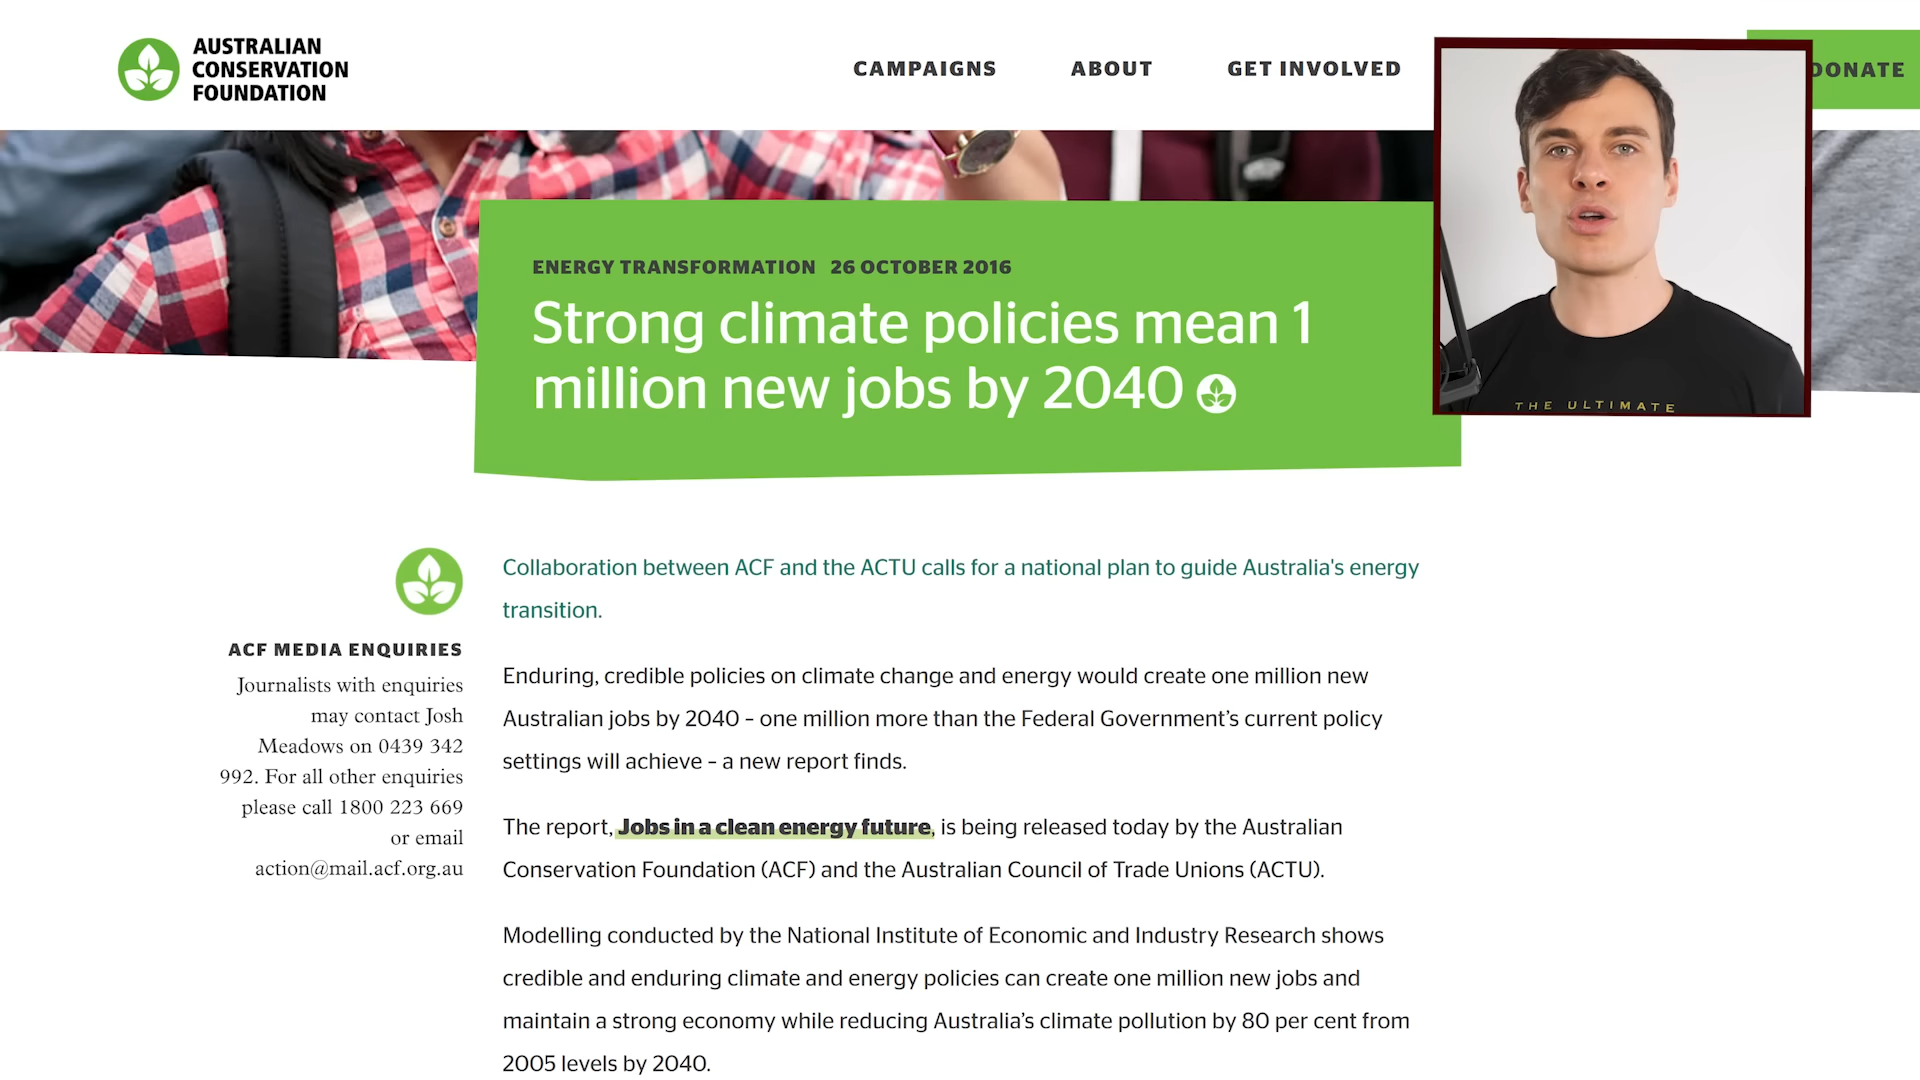 AUSTRALIAN
CONSERVATION
FOUNDATION
CAMPAIGNS
ABOUT
GET INVOLVED
DONATE
ENERGY TRANSFORMATION 26 OCTOBER 2016
Strong climate policies mean 1
million new jobs by 2040
THE ULTIMATE
Collaboration between ACF and the ACTU calls for a national plan to guide Australia's energy
transition.
ACF MEDIA ENQUIRIES
Journalists with enquiries
may contact Josh
Meadows on 0439 342
992. For all other enquiries
please call 1800 223 669
or email
action@mail.acf.org.au
Enduring, credible policies on climate change and energy would create one million new
Australian jobs by 2040 – one million more than the Federal Government’s current policy
settings will achieve – a new report finds.
The report, Jobs in a clean energy future, is being released today by the Australian
Conservation Foundation (ACF) and the Australian Council of Trade Unions (ACTU).
Modelling conducted by the National Institute of Economic and Industry Research shows
credible and enduring climate and energy policies can create one million new jobs and
maintain a strong economy while reducing Australia’s climate pollution by 80 per cent from
2005 levels by 2040.